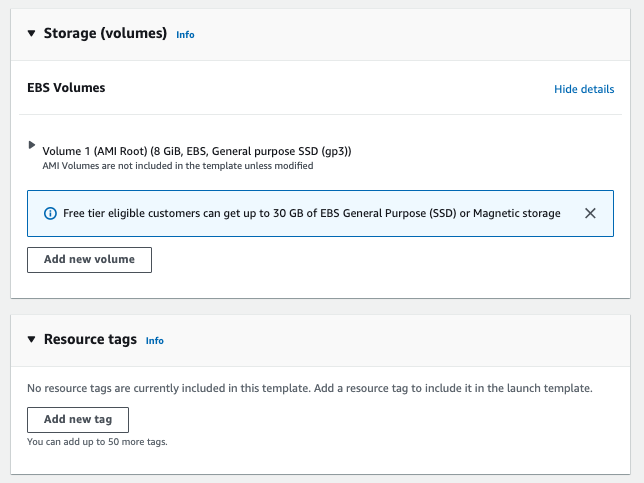 Storage (volumes) Info
EBS Volumes
Hide details
Volume 1 (AMI Root) (8 GiB, EBS, General purpose SSD (gp3))
AMI Volumes are not included in the template unless modified
Free tier eligible customers can get up to 30 GB of EBS General Purpose (SSD) or Magnetic storage
Add new volume
Resource tags Info
No resource tags are currently included in this template. Add a resource tag to include it in the launch template.
Add new tag
You can add up to 50 more tags.